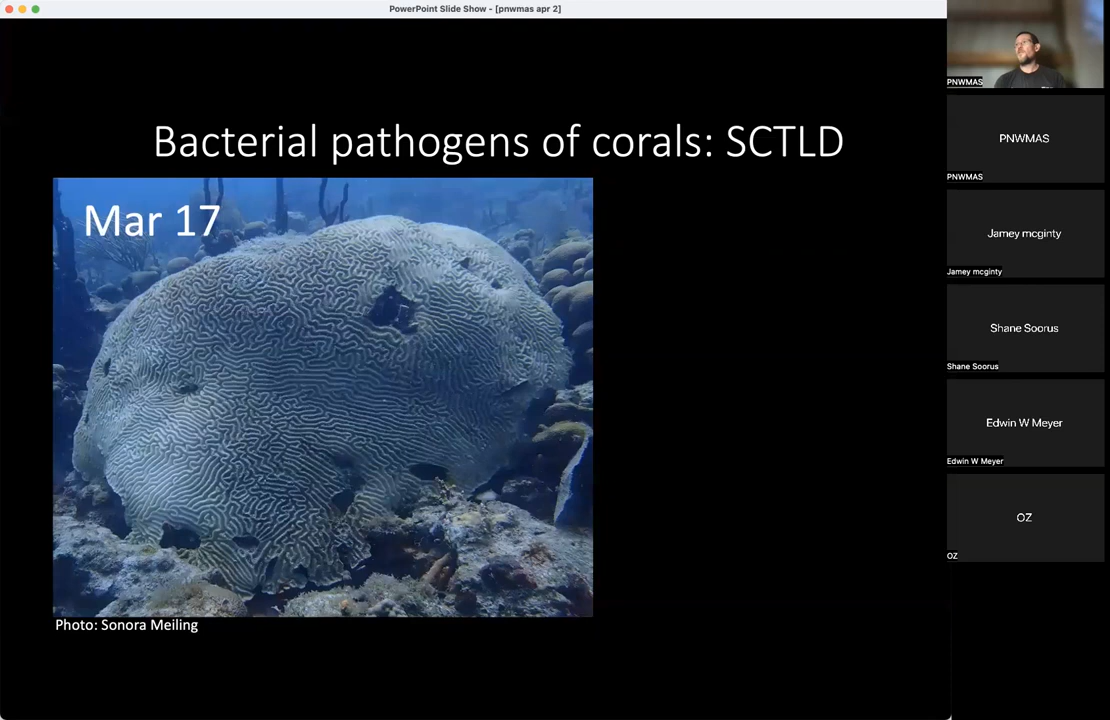 PowerPoint Slide Show - [pnwmas apr 2]
Bacterial pathogens of corals: SCTLD
Mar 17
Photo: Sonora Meiling
PNWMAS
PNWMAS
PNWMAS
Jamey mcginty
Jamey mcginty
Shane Soorus
Shane Soorus
Edwin W Meyer
Edwin W Meyer
OZ
OZ